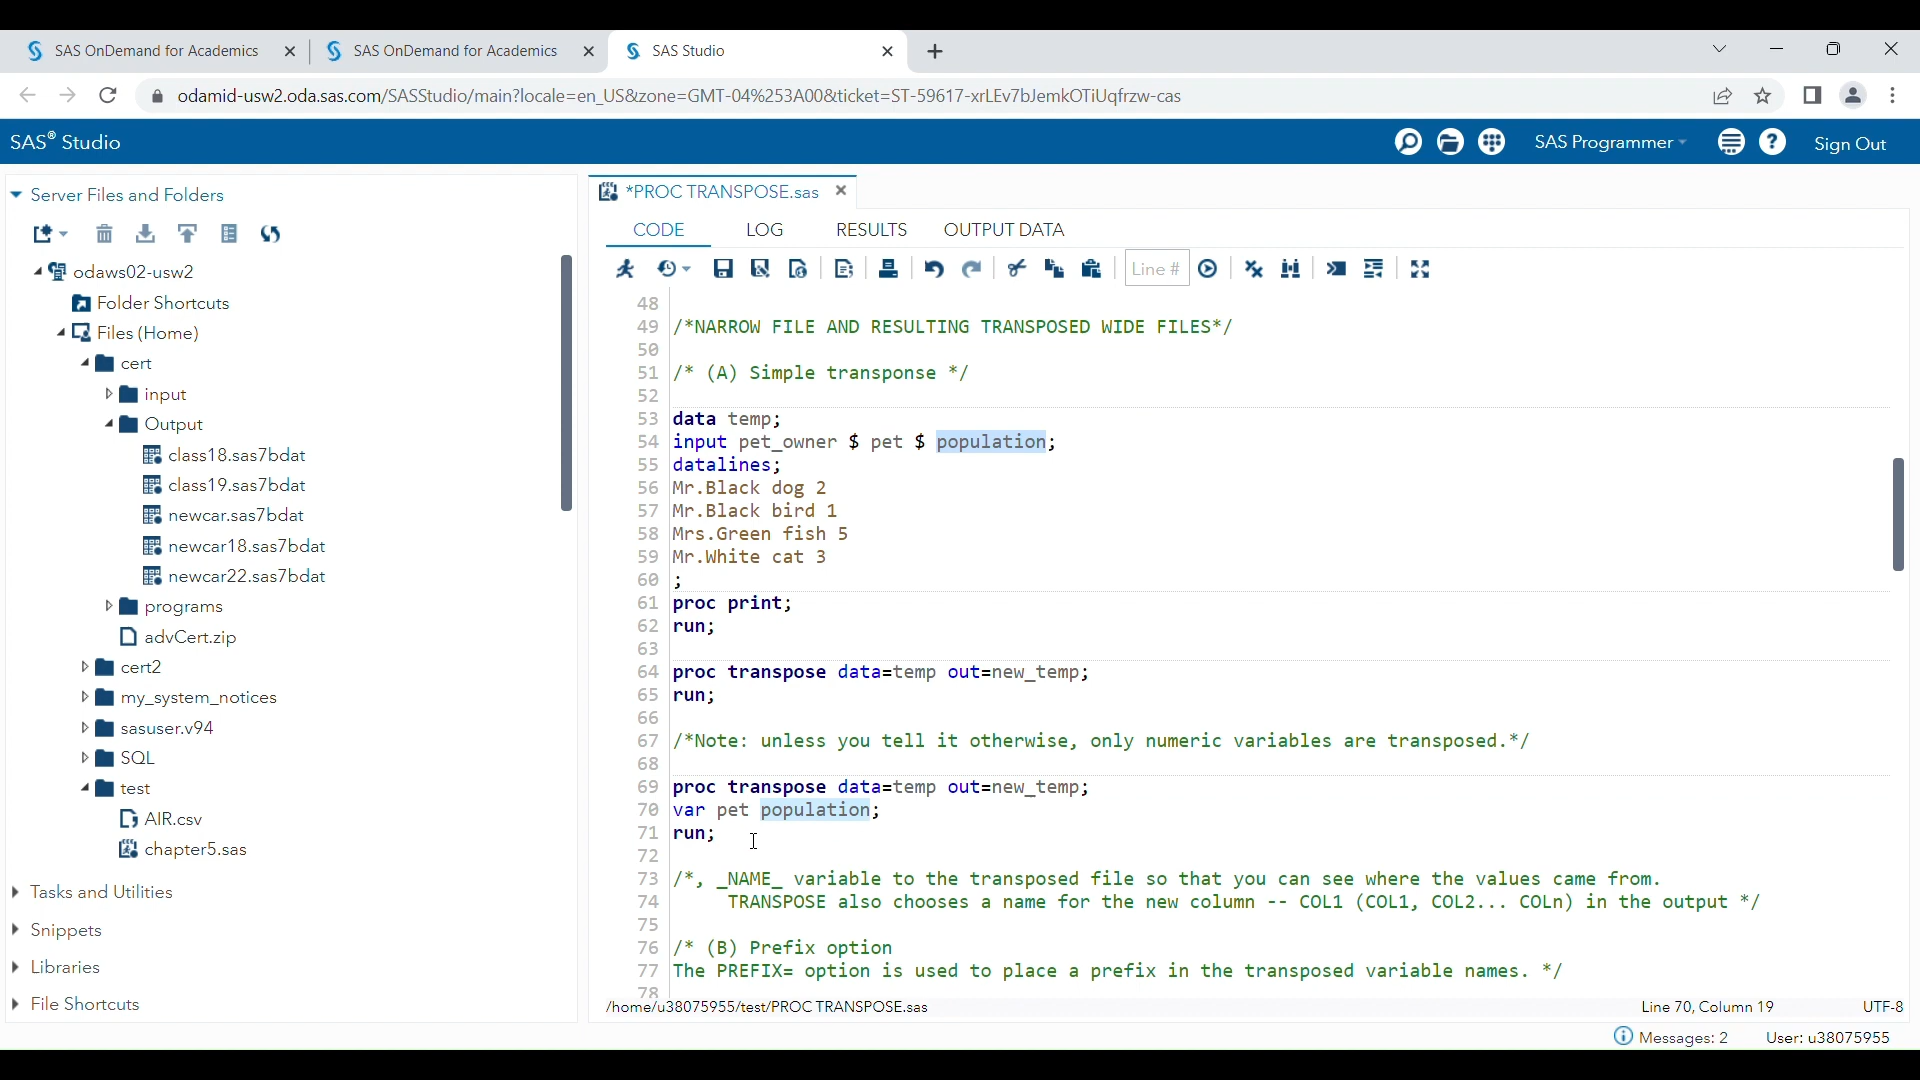 SAS OnDemand for Academics
SAS OnDemand for Academics
SAS Studio
odamid-usw2.oda.sas.com/SASStudio/main?locale=en_US&zone=GMT-04%253A00&ticket=ST-59617-xrLEv7bJemkOTiUqfrzw-cas
SAS® Studio
SAS Programmer
Sign Out
Server Files and Folders
odaws02-usw2
Folder Shortcuts
Files (Home)
cert
input
Output
class18.sas7bdat
class19.sas7bdat
newcar.sas7bdat
newcar18.sas7bdat
newcar22.sas7bdat
programs
advCert.zip
cert2
my_system_notices
sasuser.v94
SQL
test
AIR.csv
chapter5.sas
Tasks and Utilities
Snippets
Libraries
File Shortcuts
*PROC TRANSPOSE.sas
CODE LOG RESULTS OUTPUT DATA
Line #
48
49 /*NARROW FILE AND RESULTING TRANSPOSED WIDE FILES*/
50
51 /* (A) Simple transponse */
52
53 data temp;
54 input pet_owner $ pet $ population;
55 datalines;
56 Mr.Black dog 2
57 Mr.Black bird 1
58 Mrs.Green fish 5
59 Mr.White cat 3
60 ;
61 proc print;
62 run;
63
64 proc transpose data=temp out=new_temp;
65 run;
66
67 /*Note: unless you tell it otherwise, only numeric variables are transposed.*/
68
69 proc transpose data=temp out=new_temp;
70 var pet population;
71 run;
72
73 /*, _NAME_ variable to the transposed file so that you can see where the values came from.
74 TRANSPOSE also chooses a name for the new column -- COL1 (COL1, COL2... COLn) in the output */
75
76 /* (B) Prefix option
77 The PREFIX= option is used to place a prefix in the transposed variable names. */
78
/home/u38075955/test/PROC TRANSPOSE.sas
Line 70, Column 19
UTF-8
Messages: 2
User: u38075955